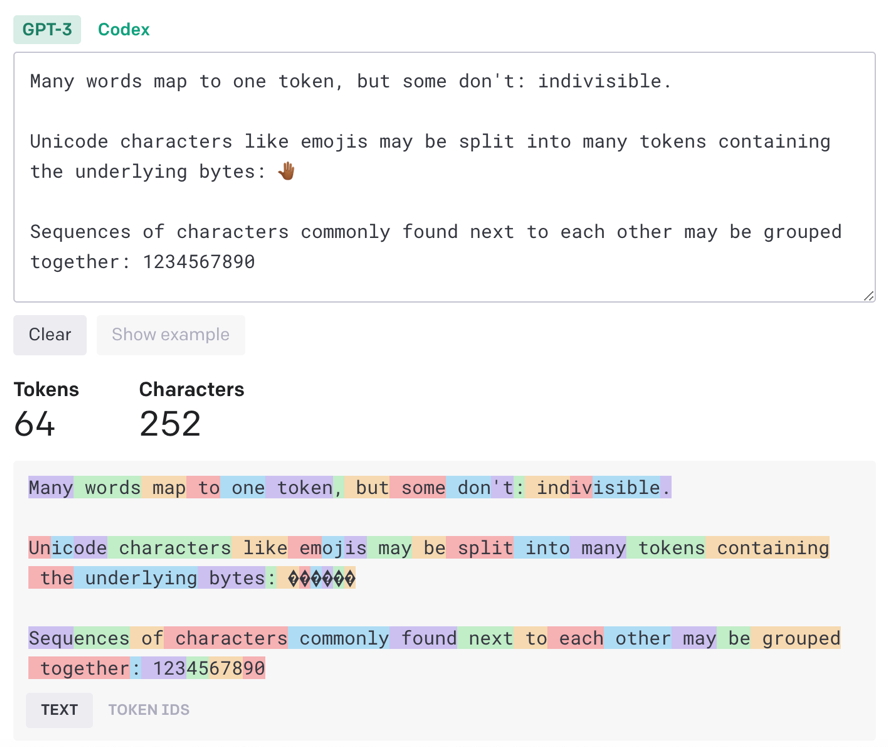 GPT-3 Codex
Many words map to one token, but some don't: indivisible.
Unicode characters like emojis may be split into many tokens containing
the underlying bytes: 🤚🏾
Sequences of characters commonly found next to each other may be grouped
together: 1234567890
Clear Show example
Tokens Characters
64 252
Many words map to one token, but some don't: indivisible.
Unicode characters like emojis may be split into many tokens containing
the underlying bytes: ������
Sequences of characters commonly found next to each other may be grouped
together: 1234567890
TEXT TOKEN IDS